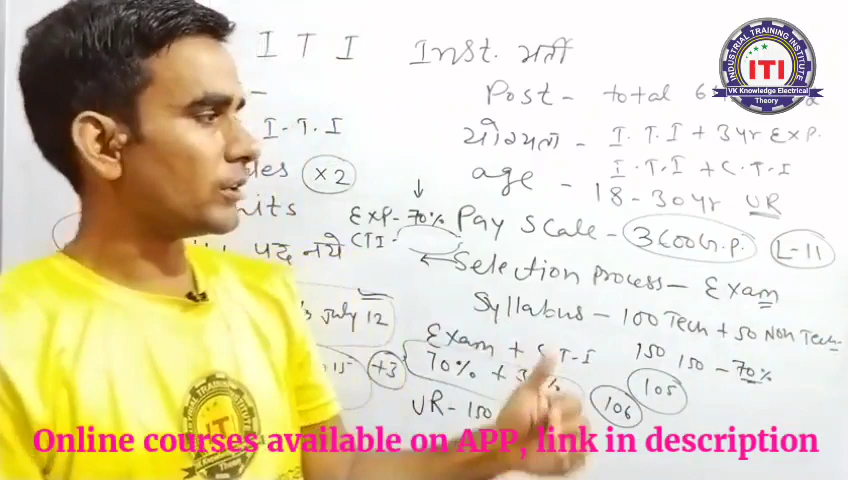 I T I Inst. भर्ती
Post - total
I.T.I
योग्यता - I.T.I + 3yr Exp.
I.T.I + C.T.I
×2
age - 18-30yr UR
Exp - 70%
CTI -
Pay Scale - 3600 G.P. L-11
पद नये
Selection process - Exam
Syllabus - 100 Tech + 50 Non Tech
July 12
Exam + C.T.I
150 150 - 70%
70% + 3 %
+3
105
UR - 150
106
INDUSTRIAL TRAINING INSTITUTE
ITI
VK Knowledge Electrical
Theory
ITI
Theory
Online courses available on APP, link in description